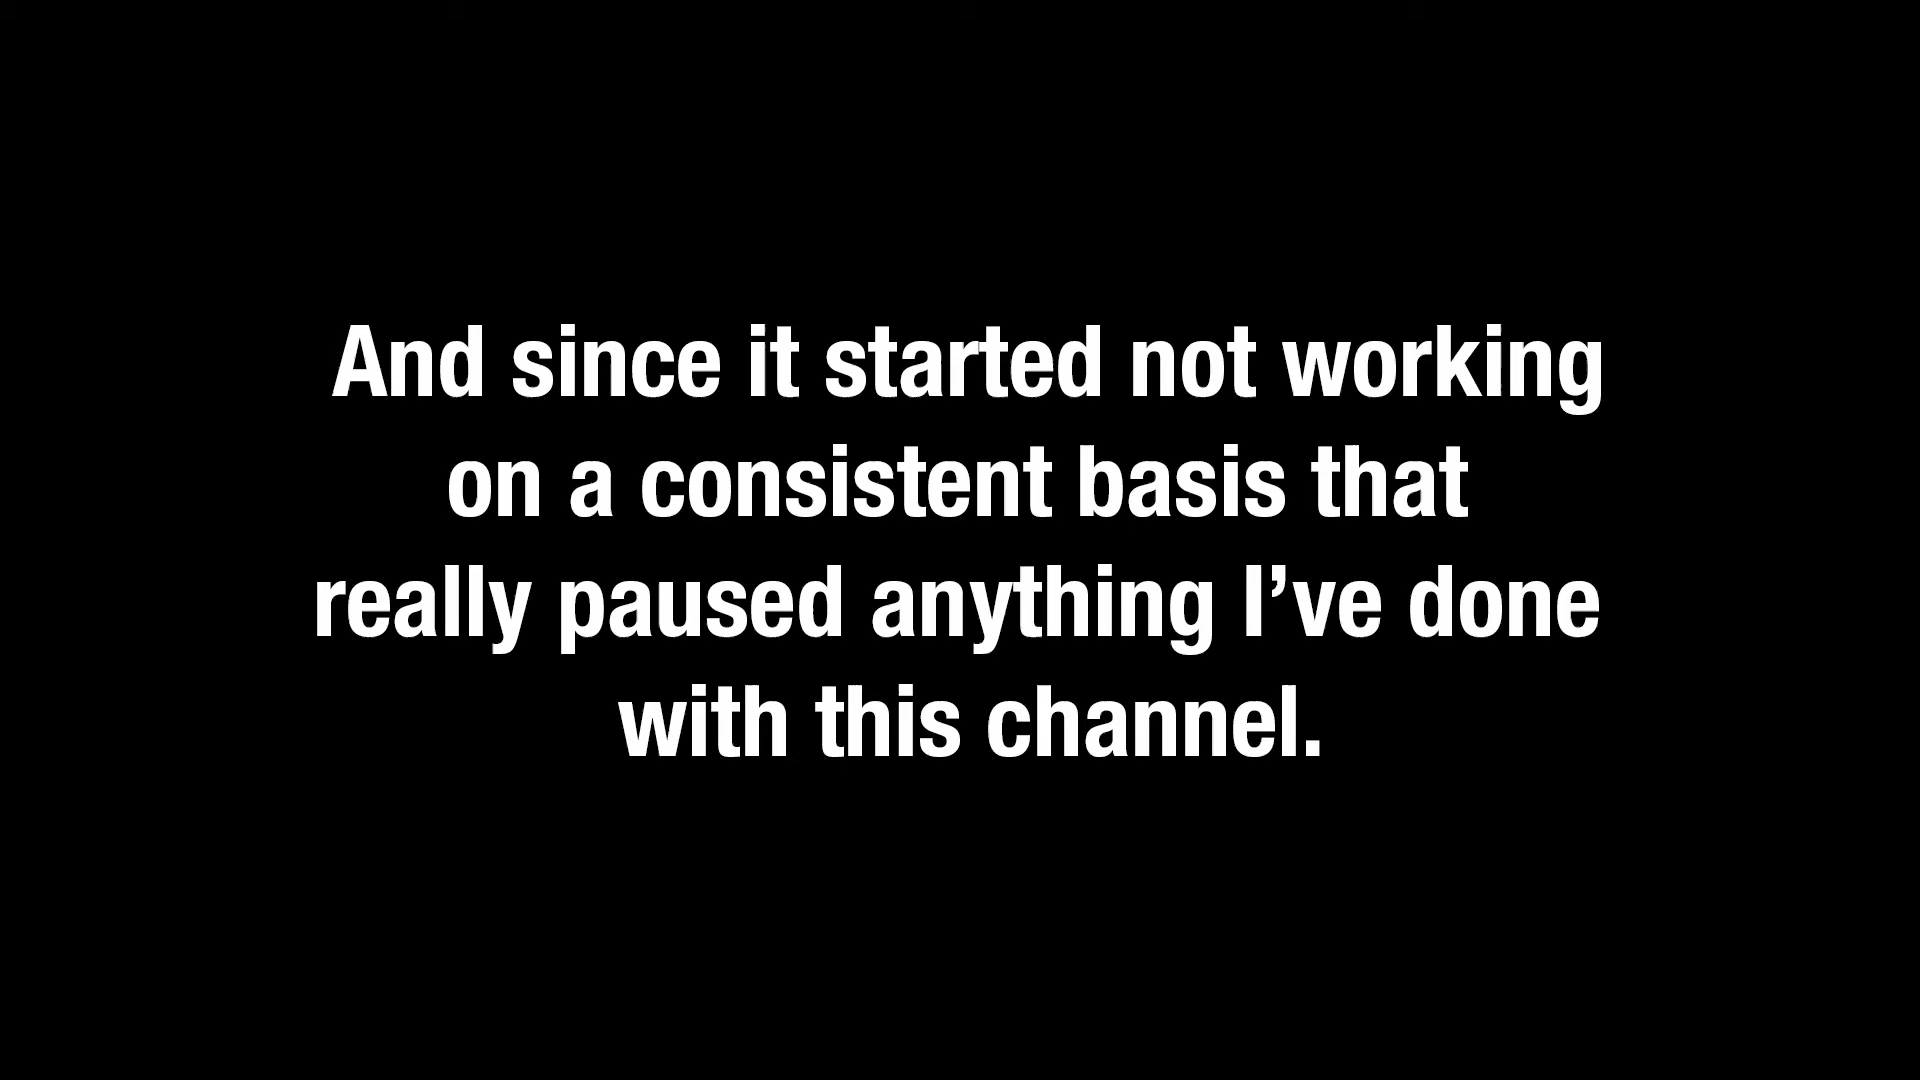 And since it started not working
on a consistent basis that
really paused anything I’ve done
with this channel.